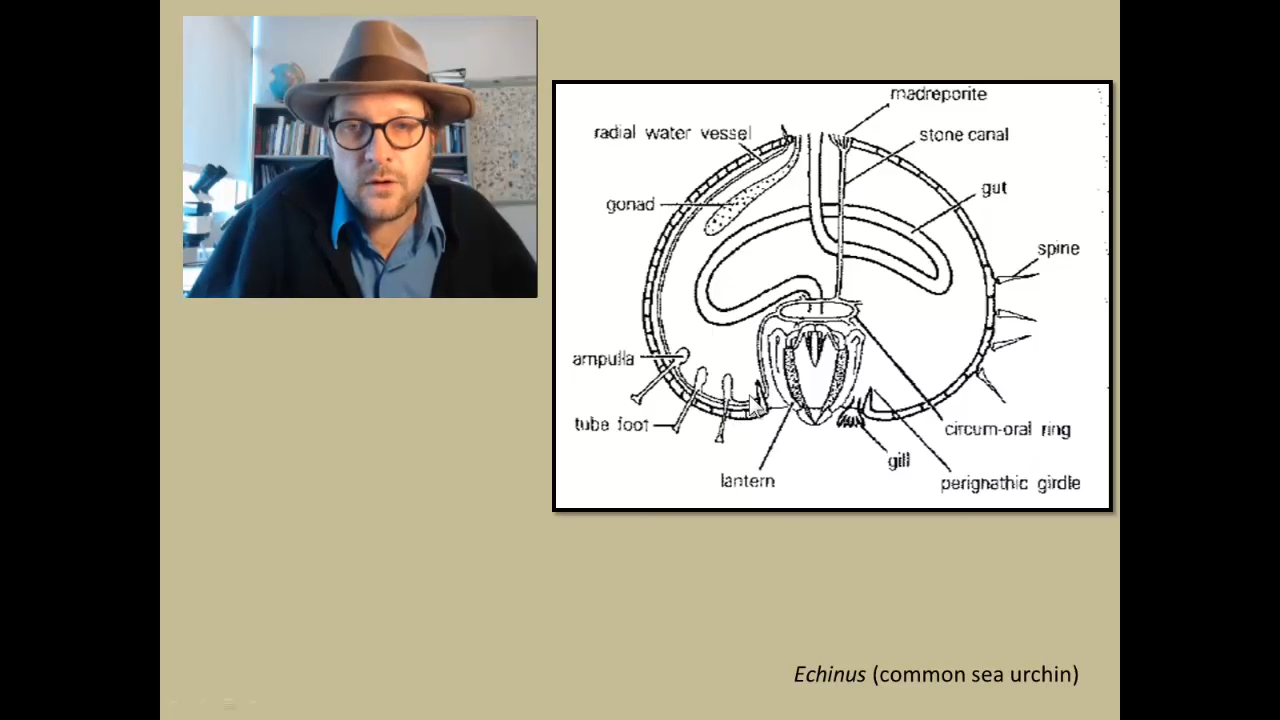 madreporite
radial water vessel
stone canal
gut
gonad
spine
ampulla
tube foot
circum-oral ring
gill
lantern
perignathic girdle
Echinus (common sea urchin)